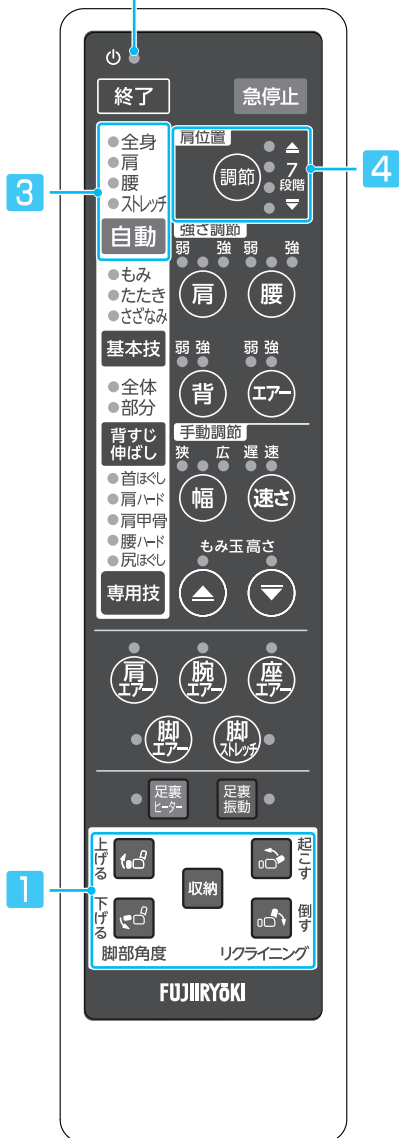 終了 急停止
肩位置
全身
肩
腰
ストレッチ
自動
調節
7
段階
3
4
強さ調節
弱 強 弱 強
肩 腰
もみ
たたき
さざなみ
基本技
弱 強 弱 強
背 エアー
全体
部分
背すじ
伸ばし
手動調節
狭 広 遅 速
幅 速さ
首ほぐし
肩ハード
肩甲骨
腰ハード
尻ほぐし
専用技
もみ玉高さ
肩
エアー
腕
エアー
座
エアー
脚
エアー
脚
ストレッチ
足裏
ヒーター
足裏
振動
1
上げる
下げる
脚部角度
収納
起こす
倒す
リクライニング
FUJIIRYŌKI